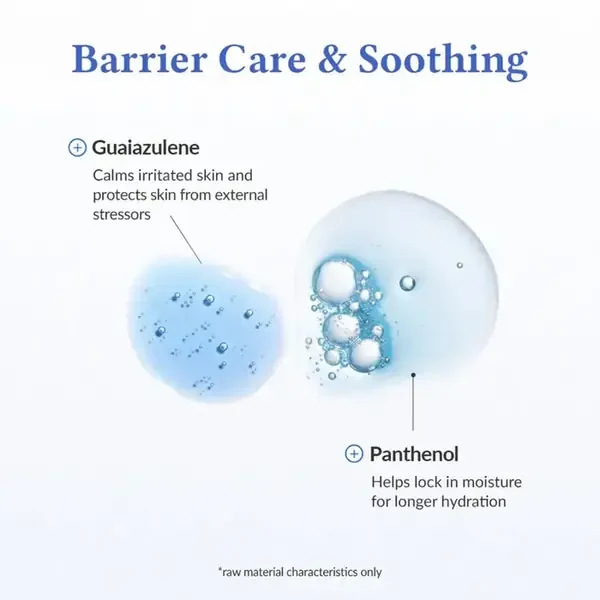 Barrier Care & Soothing
Guaiazulene
Calms irritated skin and
protects skin from external
stressors
Panthenol
Helps lock in moisture
for longer hydration
*raw material characteristics only